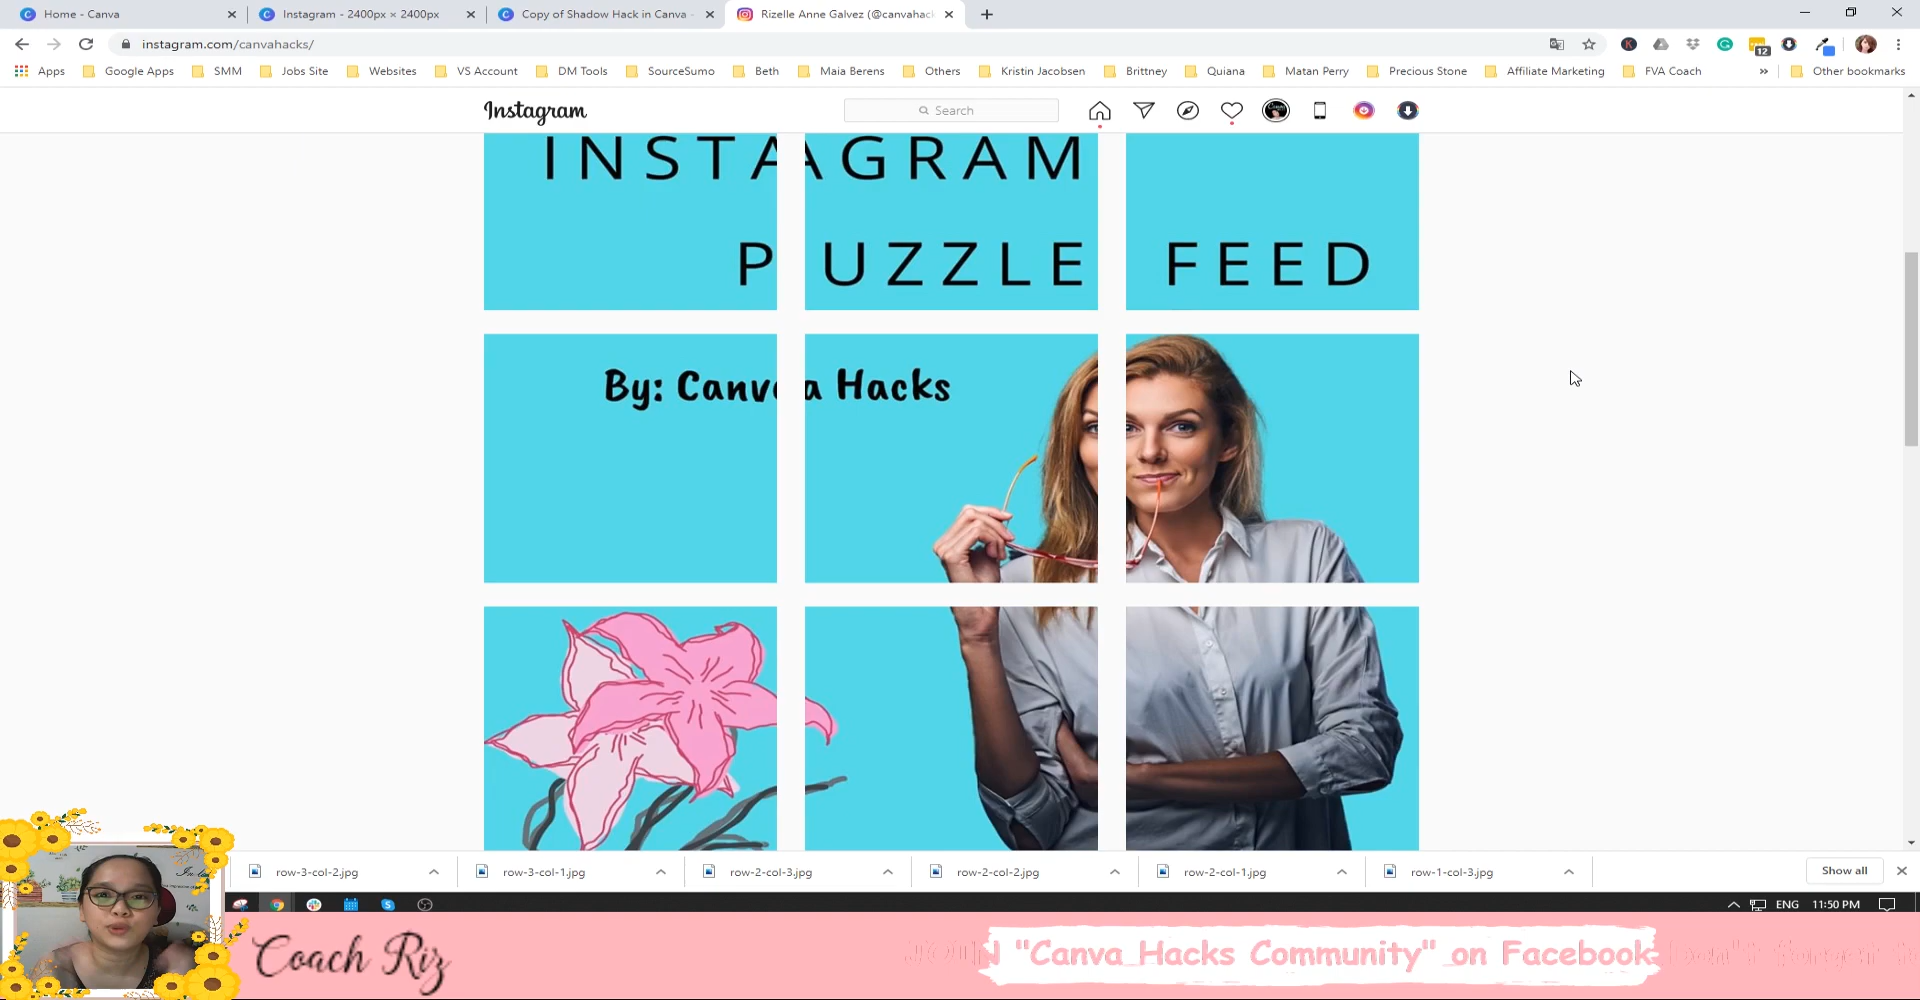 Home - Canva
Instagram - 2400px × 2400px
Copy of Shadow Hack in Canva -
Rizelle Anne Galvez (@canvahack
instagram.com/canvahacks/
12
Apps
Google Apps
SMM
Jobs Site
Websites
VS Account
DM Tools
SourceSumo
Beth
Maia Berens
Others
Kristin Jacobsen
Brittney
Quiana
Matan Perry
Precious Stone
Affiliate Marketing
FVA Coach
»
Other bookmarks
Instagram
Search
INSTAAGRAM
PUZZLE FEED
By: Canva Hacks
row-3-col-2.jpg
row-3-col-1.jpg
row-2-col-3.jpg
row-2-col-2.jpg
row-2-col-1.jpg
row-1-col-3.jpg
Show all
ENG
11:50 PM
Coach Riz
JOIN "Canva Hacks Community" on Facebook